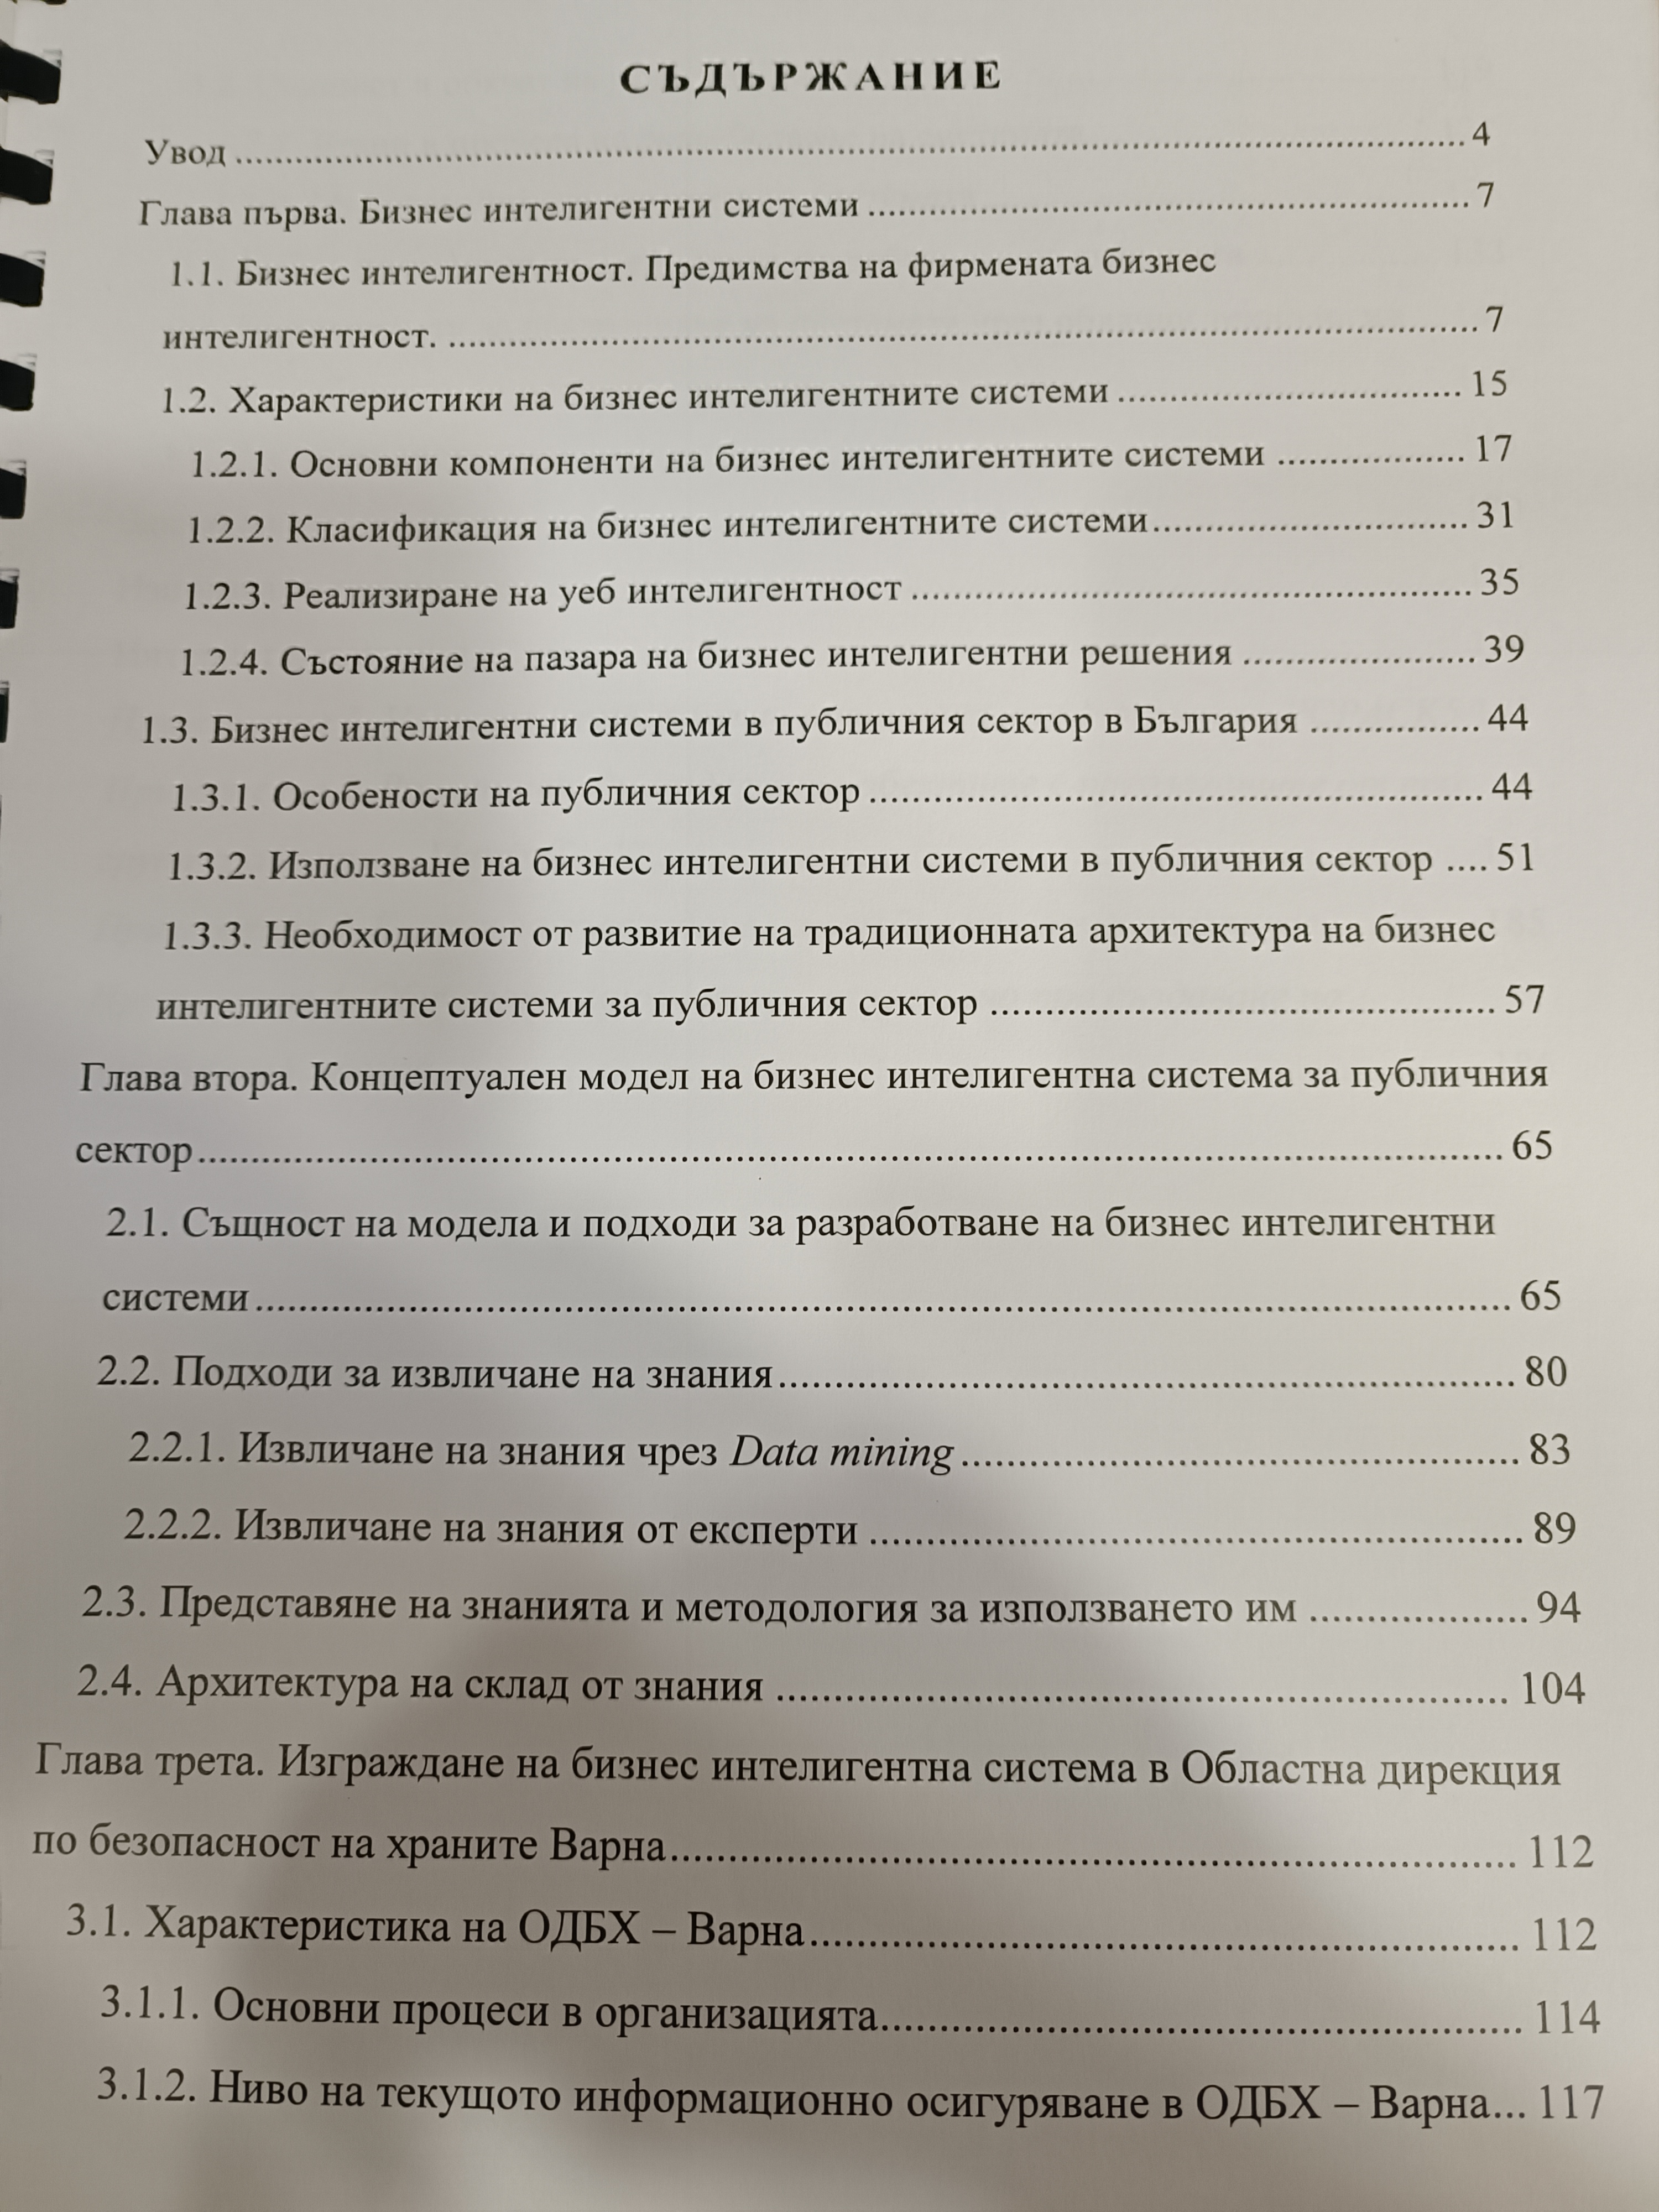 СЪДЪРЖАНИЕ
Увод ........................................................................ 4
Глава първа. Бизнес интелигентни системи ........................................ 7
1.1. Бизнес интелигентност. Предимства на фирмената бизнес
интелигентност. ........................................................................ 7
1.2. Характеристики на бизнес интелигентните системи ........................ 15
1.2.1. Основни компоненти на бизнес интелигентните системи .................. 17
1.2.2. Класификация на бизнес интелигентните системи........................ 31
1.2.3. Реализиране на уеб интелигентност ........................................ 35
1.2.4. Състояние на пазара на бизнес интелигентни решения ...................... 39
1.3. Бизнес интелигентни системи в публичния сектор в България ................ 44
1.3.1. Особености на публичния сектор ........................................ 44
1.3.2. Използване на бизнес интелигентни системи в публичния сектор .... 51
1.3.3. Необходимост от развитие на традиционната архитектура на бизнес
интелигентните системи за публичния сектор ................................ 57
Глава втора. Концептуален модел на бизнес интелигентна система за публичния
сектор........................................................................ 65
2.1. Същност на модела и подходи за разработване на бизнес интелигентни
системи........................................................................ 65
2.2. Подходи за извличане на знания........................................ 80
2.2.1. Извличане на знания чрез Data mining................................ 83
2.2.2. Извличане на знания от експерти ........................................ 89
2.3. Представяне на знанията и методология за използването им .................... 94
2.4. Архитектура на склад от знания ........................................ 104
Глава трета. Изграждане на бизнес интелигентна система в Областна дирекция
по безопасност на храните Варна........................................ 112
3.1. Характеристика на ОДБХ – Варна........................................ 112
3.1.1. Основни процеси в организацията........................................ 114
3.1.2. Ниво на текущото информационно осигуряване в ОДБХ – Варна... 117